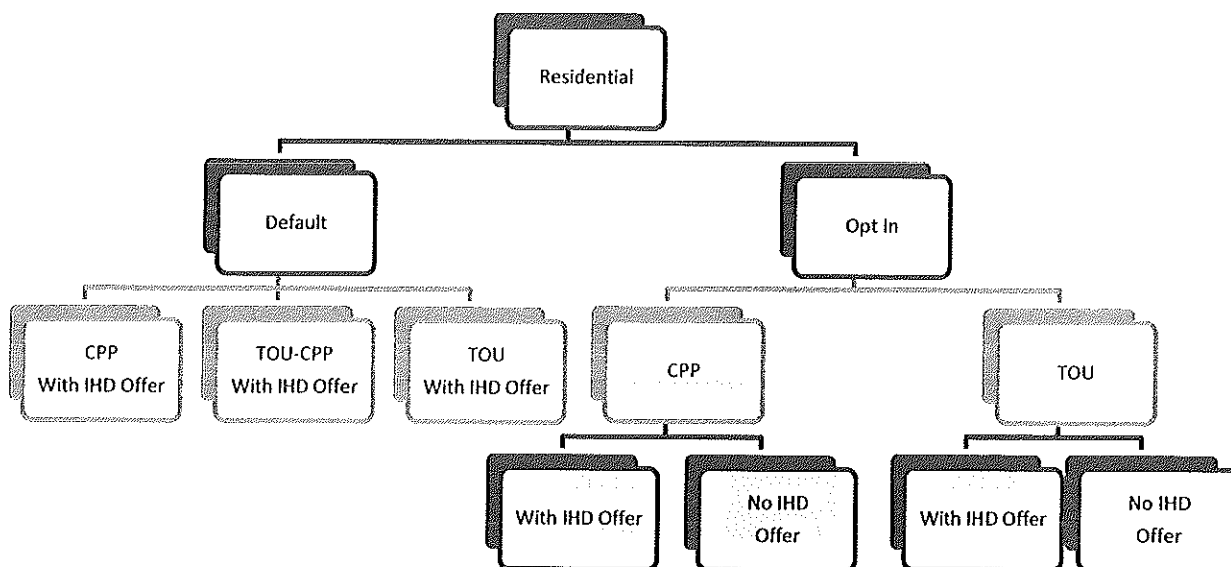 Residential
Default
Opt In
CPP
With IHD Offer
TOU-CPP
With IHD Offer
TOU
With IHD Offer
CPP
TOU
With IHD Offer
No IHD
Offer
With IHD Offer
No IHD
Offer